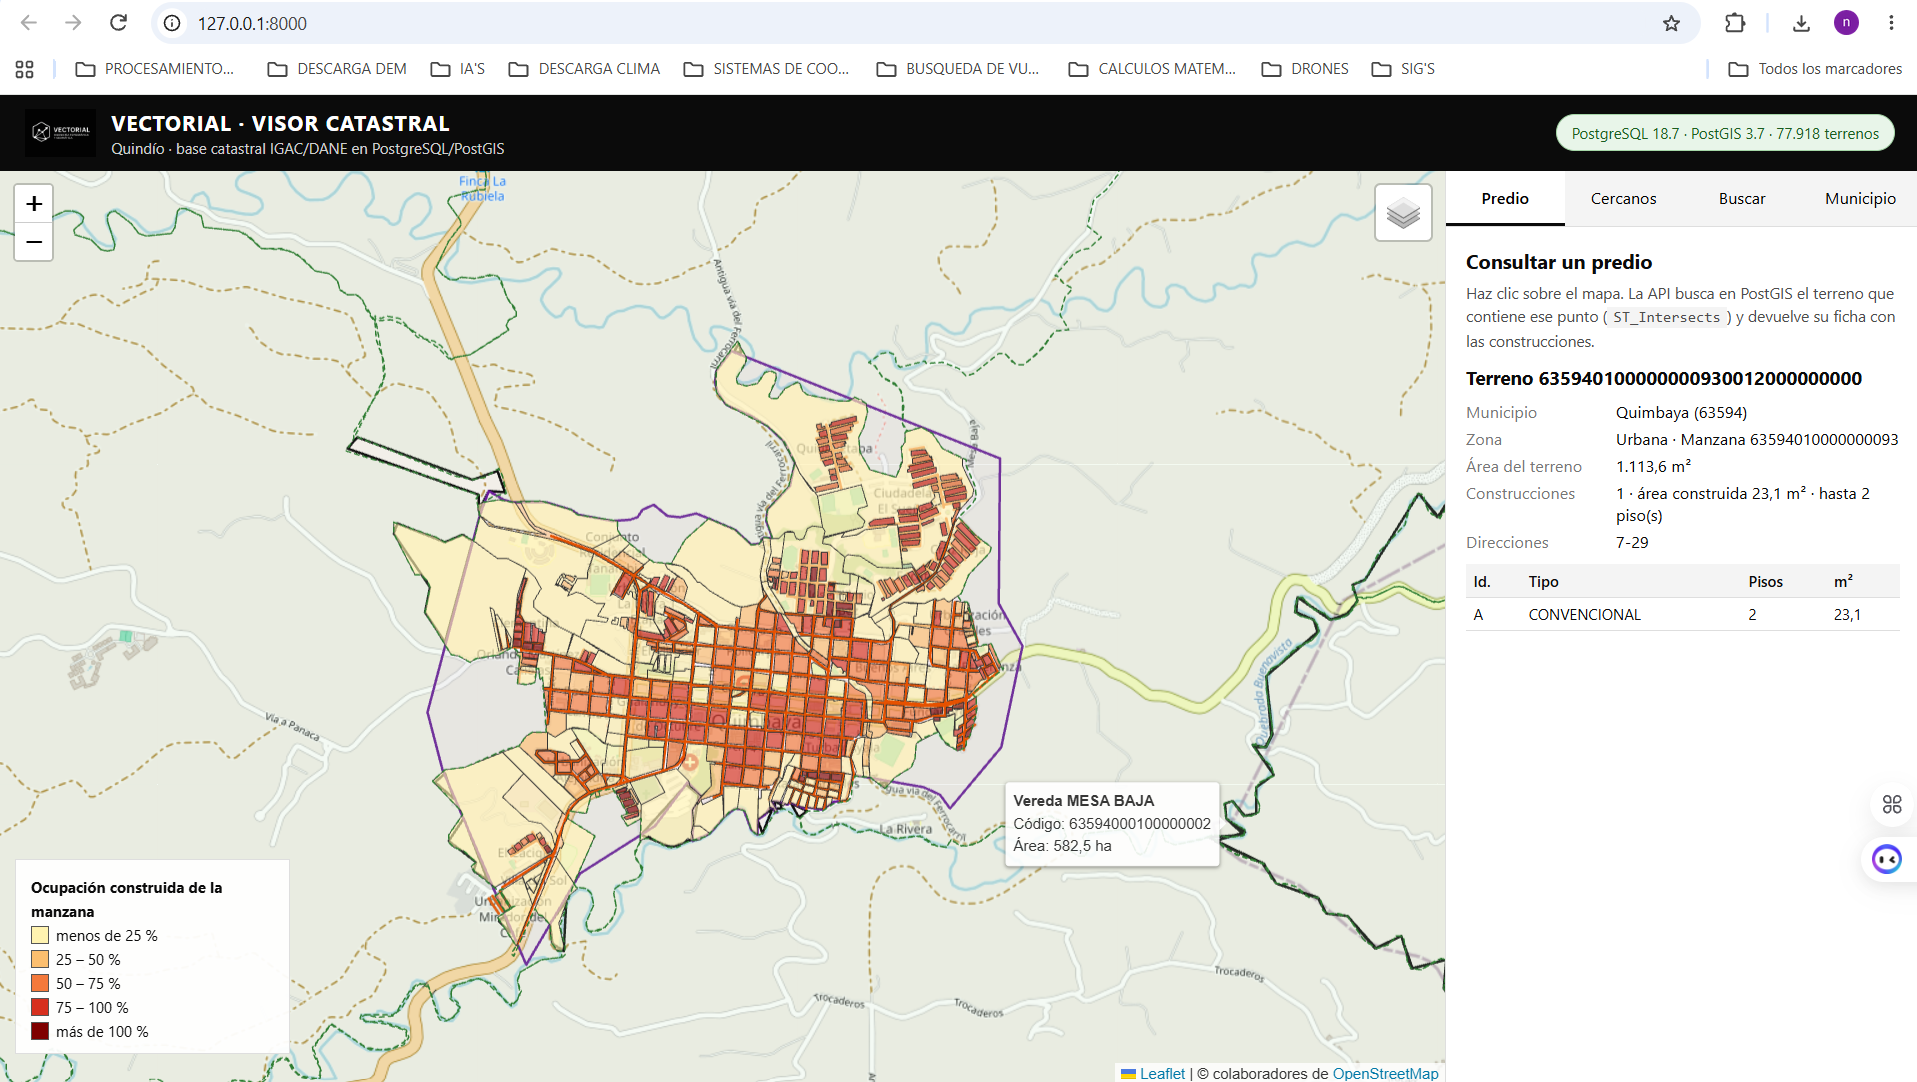 127.0.0.1:8000
n
PROCESAMIENTO...
DESCARGA DEM
IA'S
DESCARGA CLIMA
SISTEMAS DE COO...
BUSQUEDA DE VU...
CALCULOS MATEM...
DRONES
SIG'S
Todos los marcadores
VECTORIAL
VECTORIAL · VISOR CATASTRAL
Quindío · base catastral IGAC/DANE en PostgreSQL/PostGIS
PostgreSQL 18.7 · PostGIS 3.7 · 77.918 terrenos
+
−
Finca La
Rubiela
Antigua vía del Ferrocarril
Mesa Baja
Ciudadela
Conjunto
Residencial
Quimbaya
Vía a Panaca
Quebrada Buenavista
La Rivera
Trocaderos
Trocaderos
Trocaderos
Vereda MESA BAJA
Código: 63594000100000002
Área: 582,5 ha
Ocupación construida de la
manzana
menos de 25 %
25 – 50 %
50 – 75 %
75 – 100 %
más de 100 %
Leaflet | © colaboradores de OpenStreetMap
Predio
Cercanos
Buscar
Municipio
Consultar un predio
Haz clic sobre el mapa. La API busca en PostGIS el terreno que
contiene ese punto ( ST_Intersects ) y devuelve su ficha con
las construcciones.
Terreno 635940100000000930012000000000
Municipio Quimbaya (63594)
Zona Urbana · Manzana 63594010000000093
Área del terreno 1.113,6 m²
Construcciones 1 · área construida 23,1 m² · hasta 2
piso(s)
Direcciones 7-29
Id. Tipo Pisos m²
A CONVENCIONAL 2 23,1